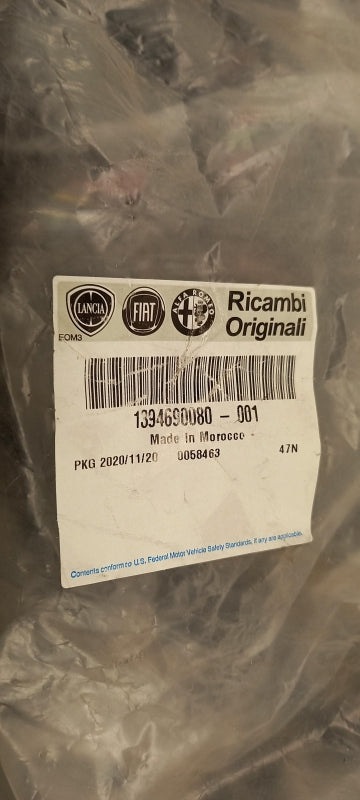 LANCIA FIAT ALFA ROMEO Ricambi
Originali
EOM3
1394690080 - 001
Made in Morocco -
PKG 2020/11/20 0058463 47N
Contents conform to U.S. Federal Motor Vehicle Safety Standards, if any are applicable.